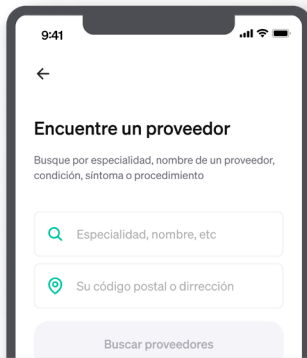 9:41
Encuentre un proveedor
Busque por especialidad, nombre de un proveedor,
condición, síntoma o procedimiento
Especialidad, nombre, etc
Su código postal o dirrección
Buscar proveedores